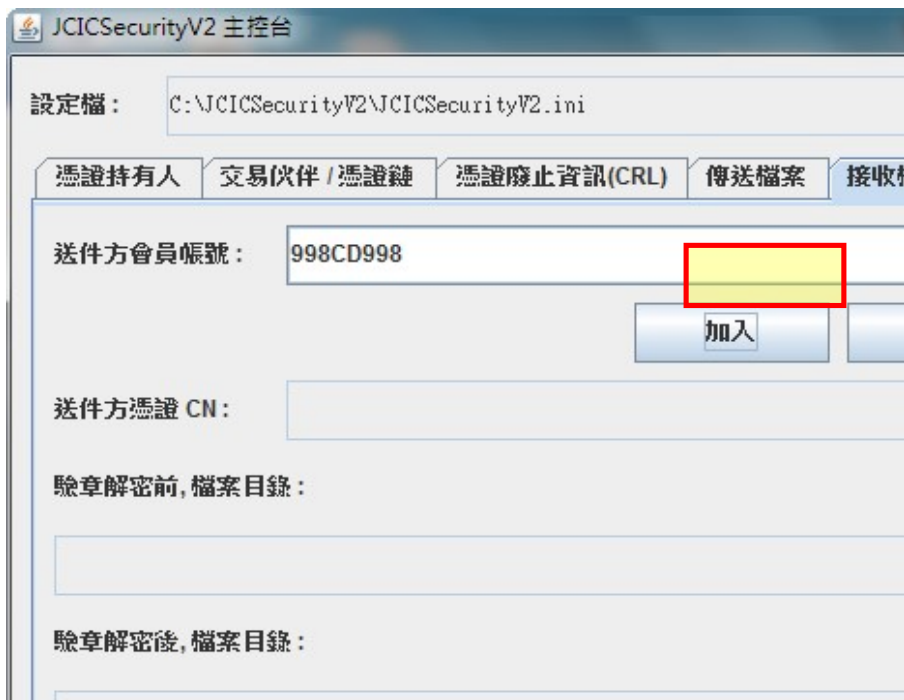 JCICSecurityV2 主控台
設定檔： C:\JCICSecurityV2\JCICSecurityV2.ini
憑證持有人 交易伙伴 / 憑證鏈 憑證廢止資訊(CRL) 傳送檔案 接收
送件方會員帳號： 998CD998
加入
送件方憑證 CN：
驗章解密前, 檔案目錄：
驗章解密後, 檔案目錄：